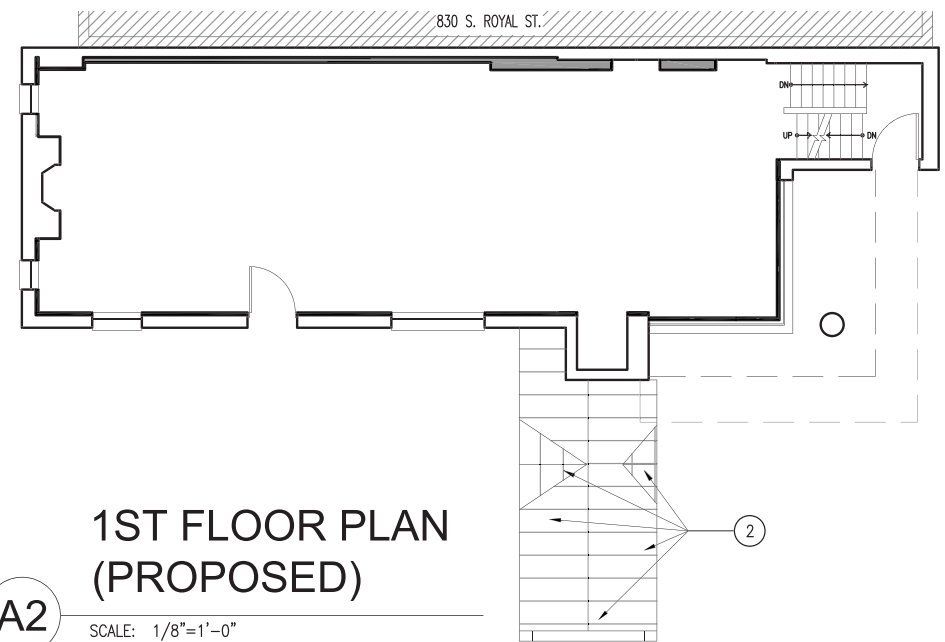 830 S. ROYAL ST.
DN
UP
DN
2
1ST FLOOR PLAN
(PROPOSED)
A2
SCALE: 1/8"=1'-0"